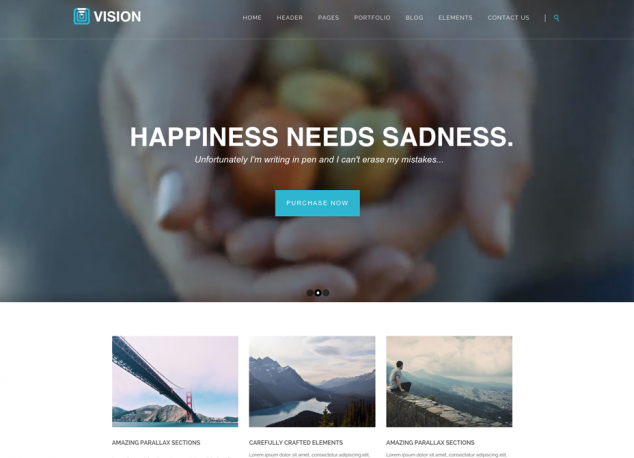 VISION
HOME HEADER PAGES PORTFOLIO BLOG ELEMENTS CONTACT US
HAPPINESS NEEDS SADNESS.
Unfortunately I'm writing in pen and I can't erase my mistakes...
PURCHASE NOW
AMAZING PARALLAX SECTIONS CAREFULLY CRAFTED ELEMENTS AMAZING PARALLAX SECTIONS
Lorem ipsum dolor sit amet, consectetur adipisicing elit. Lorem ipsum dolor sit amet, consectetur adipisicing elit.